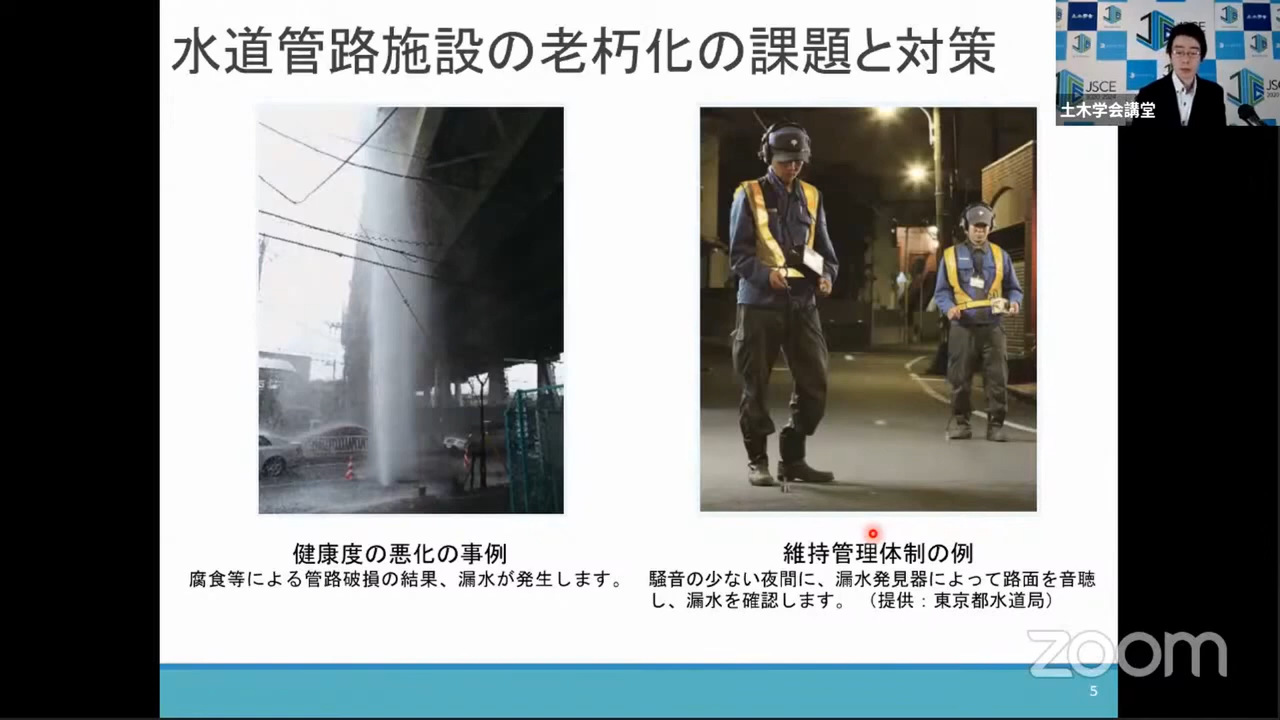 水道管路施設の老朽化の課題と対策
JSCE
土木学会講堂
健康度の悪化の事例
腐食等による管路破損の結果、漏水が発生します。
維持管理体制の例
騒音の少ない夜間に、漏水発見器によって路面を音聴
し、漏水を確認します。（提供：東京都水道局）
zoom
5